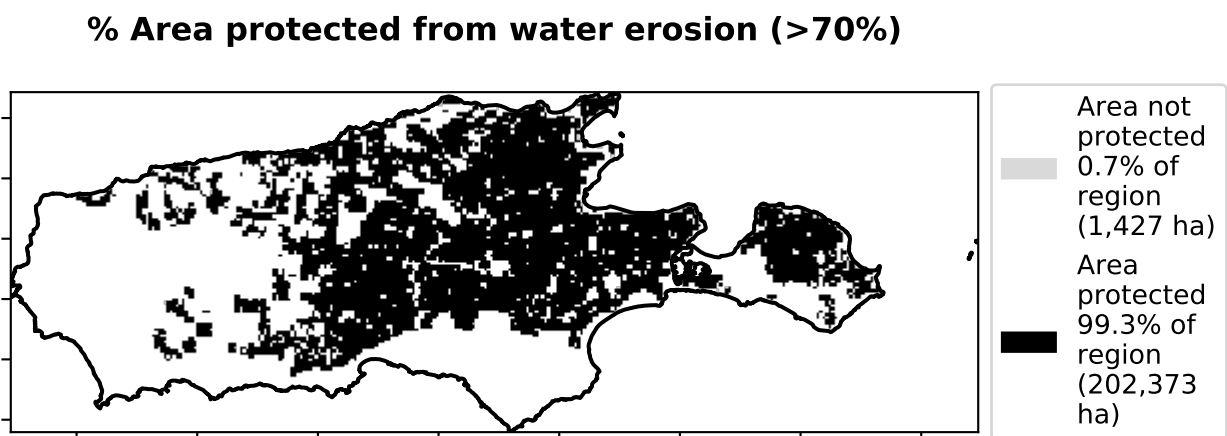 % Area protected from water erosion (>70%)
Area not
protected
0.7% of
region
(1,427 ha)
Area
protected
99.3% of
region
(202,373
ha)